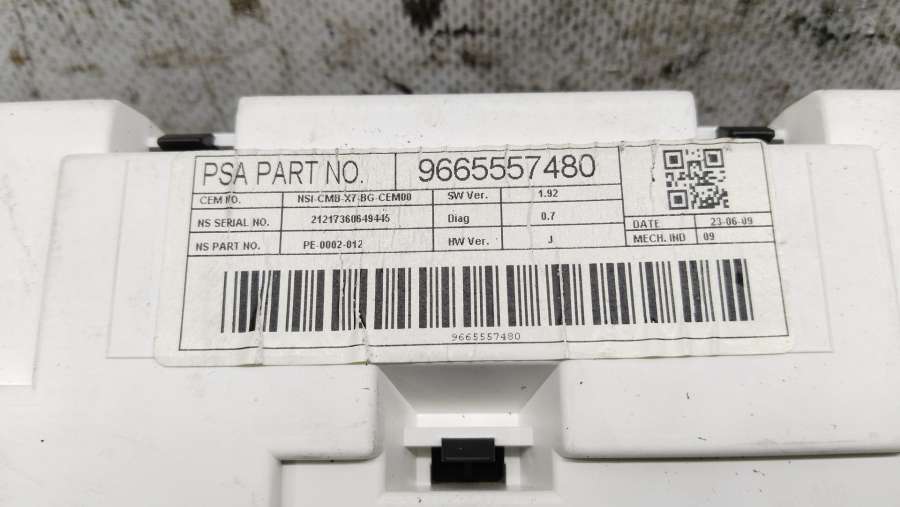 PSA PART NO. 9665557480
CEM NO. NSI-CMB-X7-BG-CEM00 SW Ver. 1.92
NS SERIAL NO. 21217360649445 Diag 0.7 DATE 23-06-09
NS PART NO. PE-0002-012 HW Ver. J MECH. IND 09
9665557480